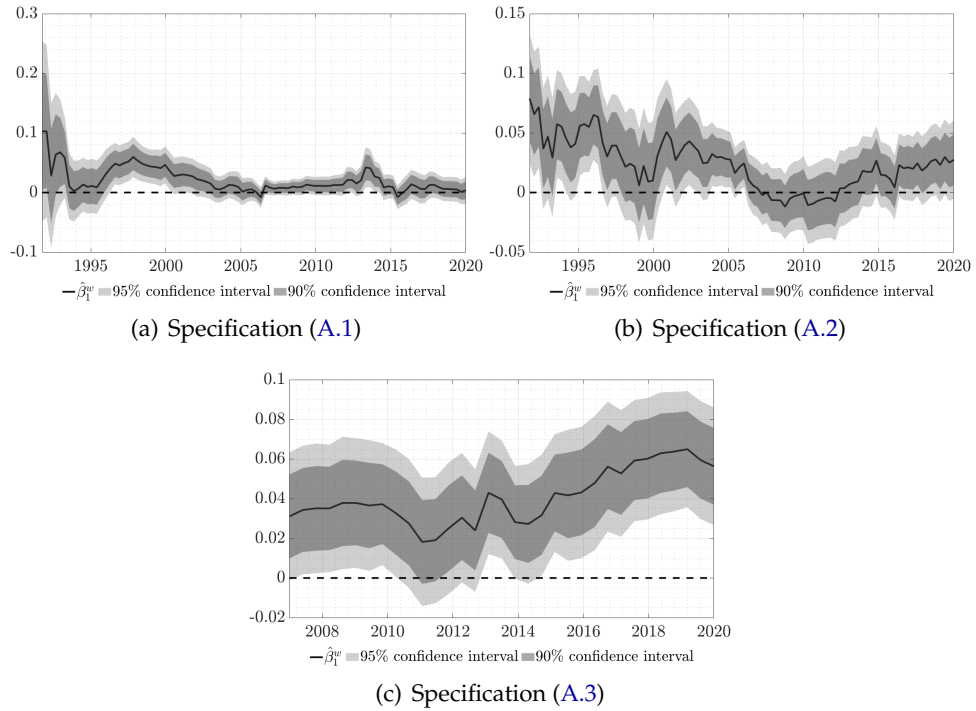 0.3
0.2
0.1
0
-0.1
1995 2000 2005 2010 2015 2020
β̂₁ʷ 95% confidence interval 90% confidence interval
(a) Specification (A.1)
0.15
0.1
0.05
0
-0.05
1995 2000 2005 2010 2015 2020
β̂₁ʷ 95% confidence interval 90% confidence interval
(b) Specification (A.2)
0.1
0.08
0.06
0.04
0.02
0
-0.02
2008 2010 2012 2014 2016 2018 2020
β̂₁ʷ 95% confidence interval 90% confidence interval
(c) Specification (A.3)